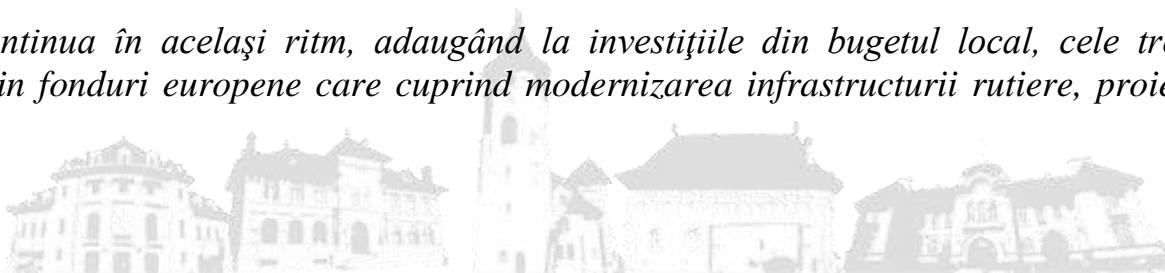 ntinua în acelaşi ritm, adaugând la investiţiile din bugetul local, cele tr
in fonduri europene care cuprind modernizarea infrastructurii rutiere, proie